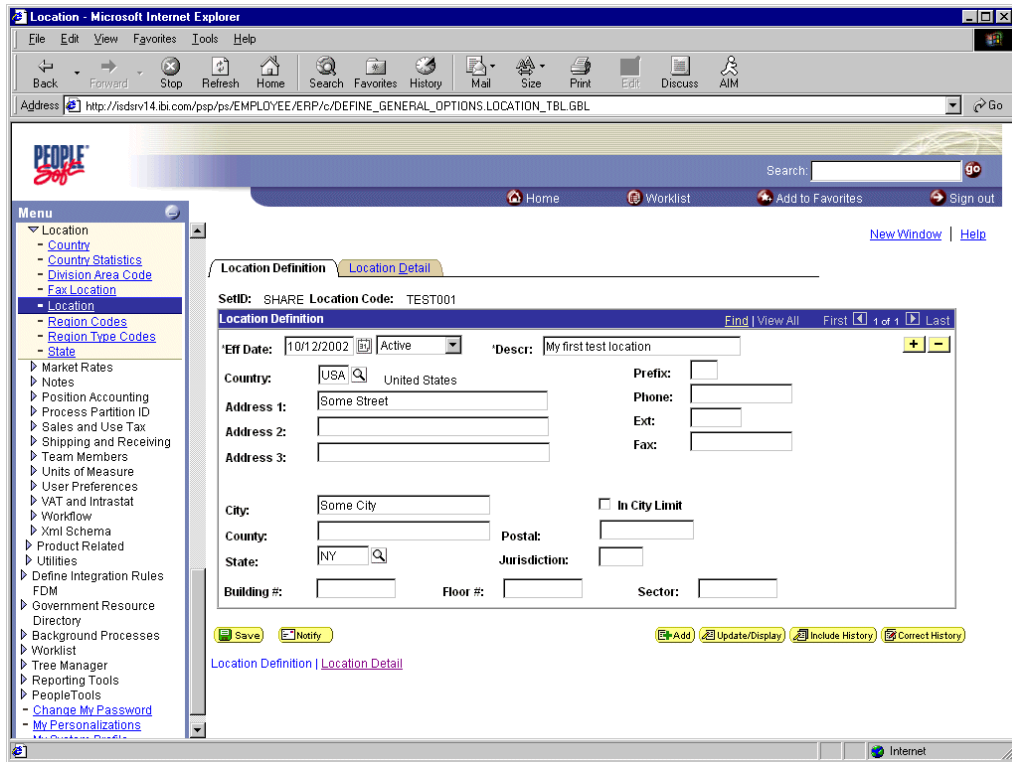 Location - Microsoft Internet Explorer
File Edit View Favorites Tools Help
Back Forward Stop Refresh Home Search Favorites History Mail Size Print Edit Discuss AIM
Address http://isdsrv14.ibi.com/psp/ps/EMPLOYEE/ERP/c/DEFINE_GENERAL_OPTIONS.LOCATION_TBL.GBL Go
PEOPLE Soft
Search: go
Home Worklist Add to Favorites Sign out
Menu
Location
Country
Country Statistics
Division Area Code
Fax Location
Location
Region Codes
Region Type Codes
State
Market Rates
Notes
Position Accounting
Process Partition ID
Sales and Use Tax
Shipping and Receiving
Team Members
Units of Measure
User Preferences
VAT and Intrastat
Workflow
Xml Schema
Product Related
Utilities
Define Integration Rules
FDM
Government Resource
Directory
Background Processes
Worklist
Tree Manager
Reporting Tools
PeopleTools
Change My Password
My Personalizations
My System Profile
New Window | Help
Location Definition Location Detail
SetID: SHARE Location Code: TEST001
Location Definition Find | View All First 1 of 1 Last
*Eff Date: 10/12/2002 Active *Descr: My first test location + −
Country: USA United States Prefix:
Address 1: Some Street Phone:
Address 2: Ext:
Address 3: Fax:
City: Some City In City Limit
County: Postal:
State: NY Jurisdiction:
Building #: Floor #: Sector:
Save Notify Add Update/Display Include History Correct History
Location Definition | Location Detail
Internet